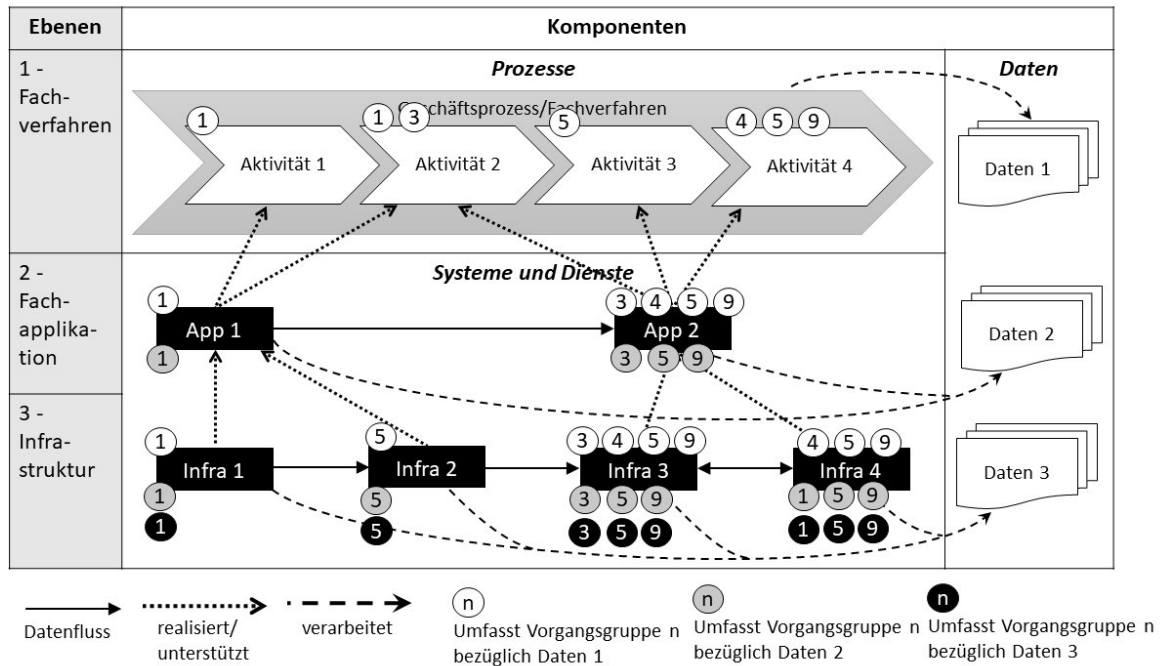 Ebenen
Komponenten
1 -
Fach-
verfahren
Prozesse
Daten
Geschäftsprozess/Fachverfahren
1
1 3
5
4 5 9
Aktivität 1
Aktivität 2
Aktivität 3
Aktivität 4
Daten 1
2 -
Fach-
applika-
tion
Systeme und Dienste
1
3 4 5 9
App 1
App 2
1
3 5 9
Daten 2
3 -
Infra-
struktur
1
5
3 4 5 9
4 5 9
Infra 1
Infra 2
Infra 3
Infra 4
1
5
3 5 9
1 5 9
1
5
3 5 9
1 5 9
Daten 3
Datenfluss
realisiert/
unterstützt
verarbeitet
n
Umfasst Vorgangsgruppe n
bezüglich Daten 1
n
Umfasst Vorgangsgruppe n
bezüglich Daten 2
n
Umfasst Vorgangsgruppe n
bezüglich Daten 3